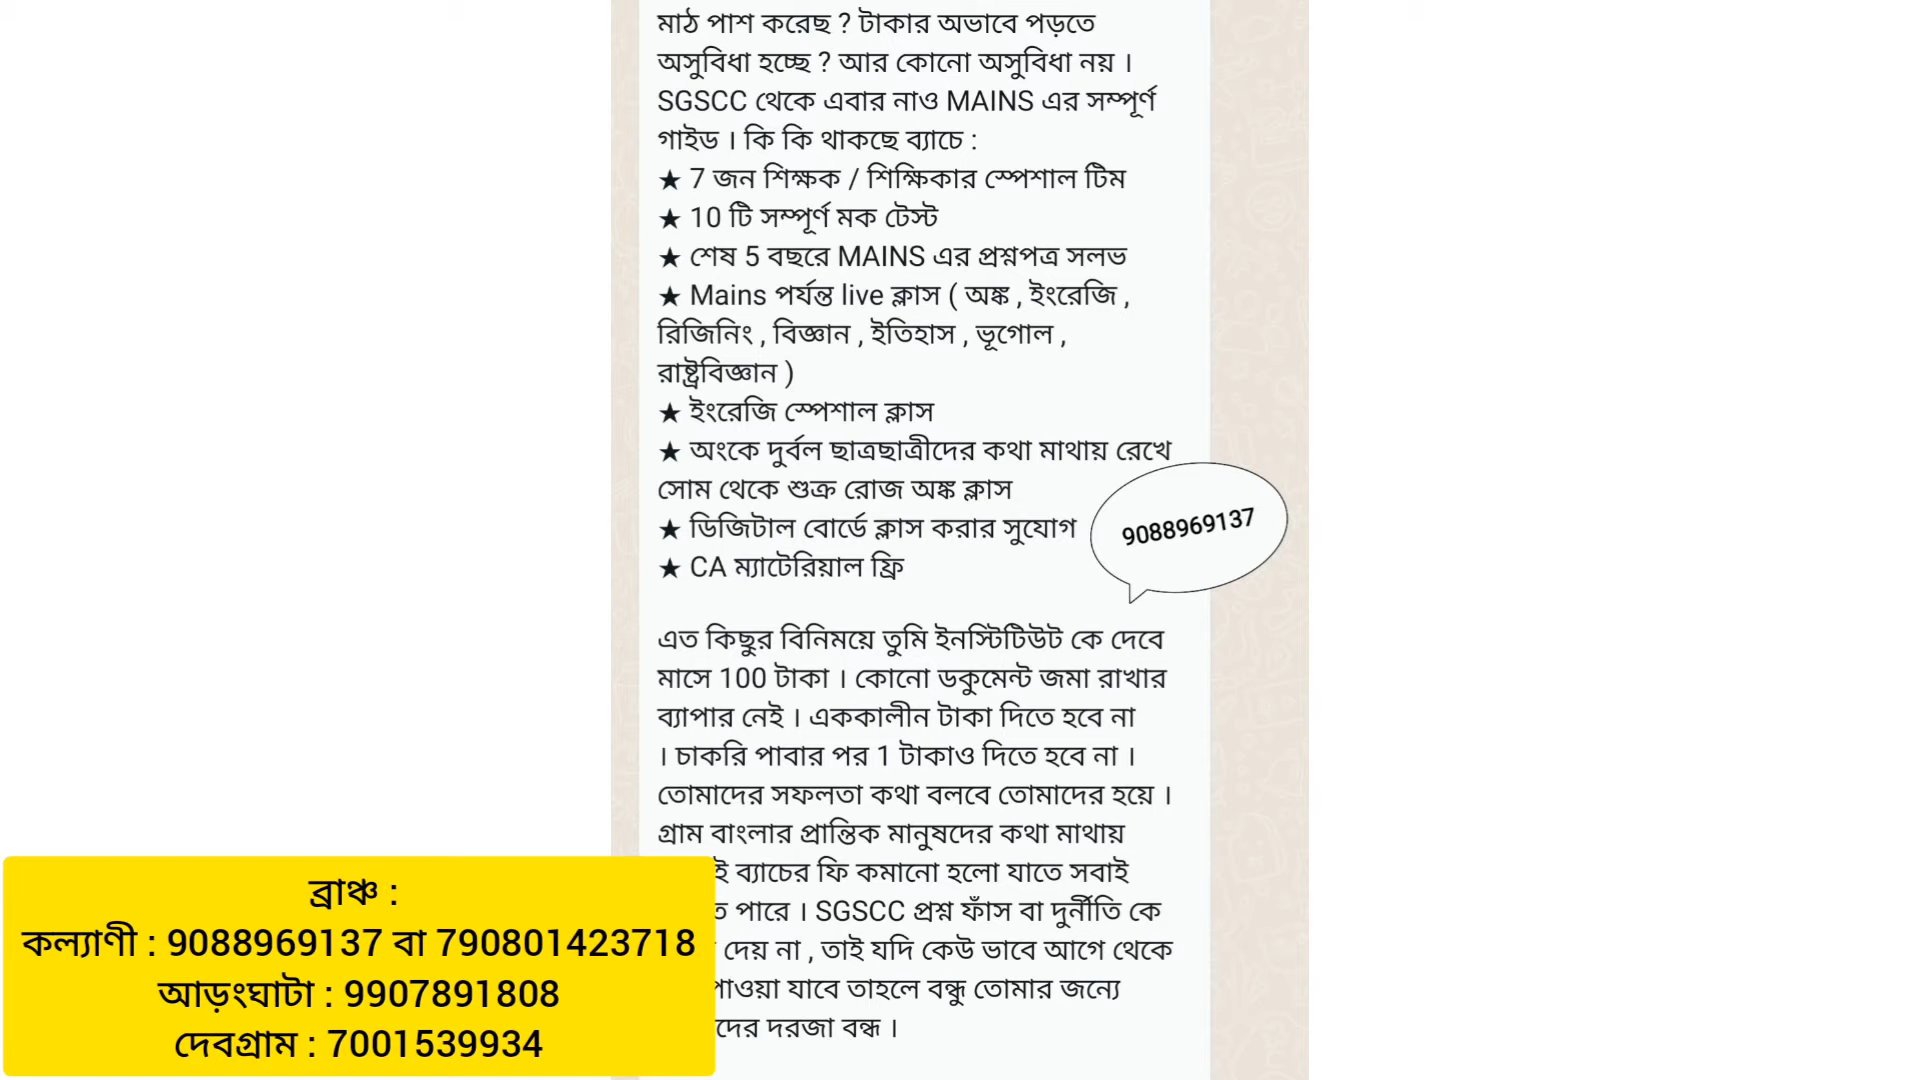 মাঠ পাশ করেছ ? টাকার অভাবে পড়তে
অসুবিধা হচ্ছে ? আর কোনো অসুবিধা নয় ।
SGSCC থেকে এবার নাও MAINS এর সম্পূর্ণ
গাইড । কি কি থাকছে ব্যাচে :
★ 7 জন শিক্ষক / শিক্ষিকার স্পেশাল টিম
★ 10 টি সম্পূর্ণ মক টেস্ট
★ শেষ 5 বছরে MAINS এর প্রশ্নপত্র সলভ
★ Mains পর্যন্ত live ক্লাস ( অঙ্ক , ইংরেজি ,
রিজিনিং , বিজ্ঞান , ইতিহাস , ভূগোল ,
রাষ্ট্রবিজ্ঞান )
★ ইংরেজি স্পেশাল ক্লাস
★ অংকে দুর্বল ছাত্রছাত্রীদের কথা মাথায় রেখে
সোম থেকে শুক্র রোজ অঙ্ক ক্লাস
★ ডিজিটাল বোর্ডে ক্লাস করার সুযোগ
★ CA ম্যাটেরিয়াল ফ্রি
9088969137
এত কিছুর বিনিময়ে তুমি ইনস্টিটিউট কে দেবে
মাসে 100 টাকা । কোনো ডকুমেন্ট জমা রাখার
ব্যাপার নেই । এককালীন টাকা দিতে হবে না
। চাকরি পাবার পর 1 টাকাও দিতে হবে না ।
তোমাদের সফলতা কথা বলবে তোমাদের হয়ে ।
গ্রাম বাংলার প্রান্তিক মানুষদের কথা মাথায়
ব্যাচের ফি কমানো হলো যাতে সবাই
পারে । SGSCC প্রশ্ন ফাঁস বা দুর্নীতি কে
দেয় না , তাই যদি কেউ ভাবে আগে থেকে
পাওয়া যাবে তাহলে বন্ধু তোমার জন্যে
দরজা বন্ধ ।
ব্রাঞ্চ :
কল্যাণী : 9088969137 বা 790801423718
আড়ংঘাটা : 9907891808
দেবগ্রাম : 7001539934